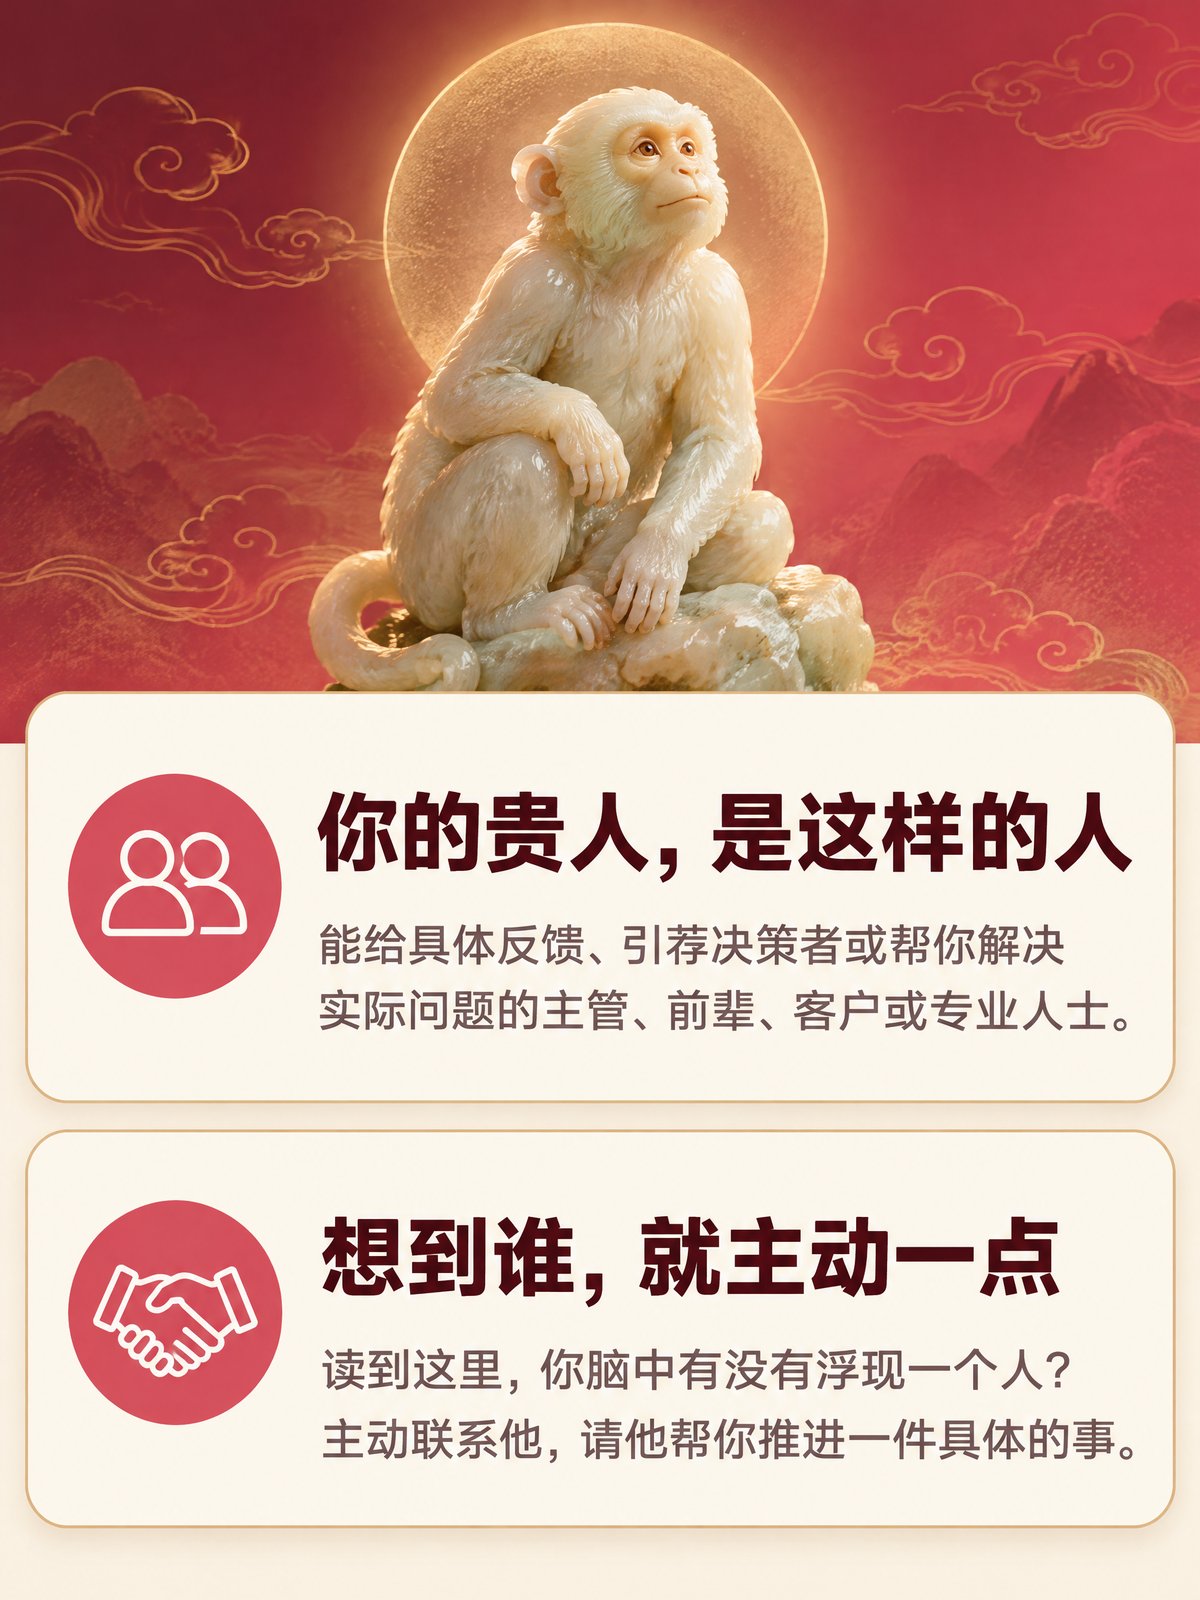 你的贵人，是这样的人
能给具体反馈、引荐决策者或帮你解决
实际问题的主管、前辈、客户或专业人士。
想到谁，就主动一点
读到这里，你脑中有没有浮现一个人？
主动联系他，请他帮你推进一件具体的事。